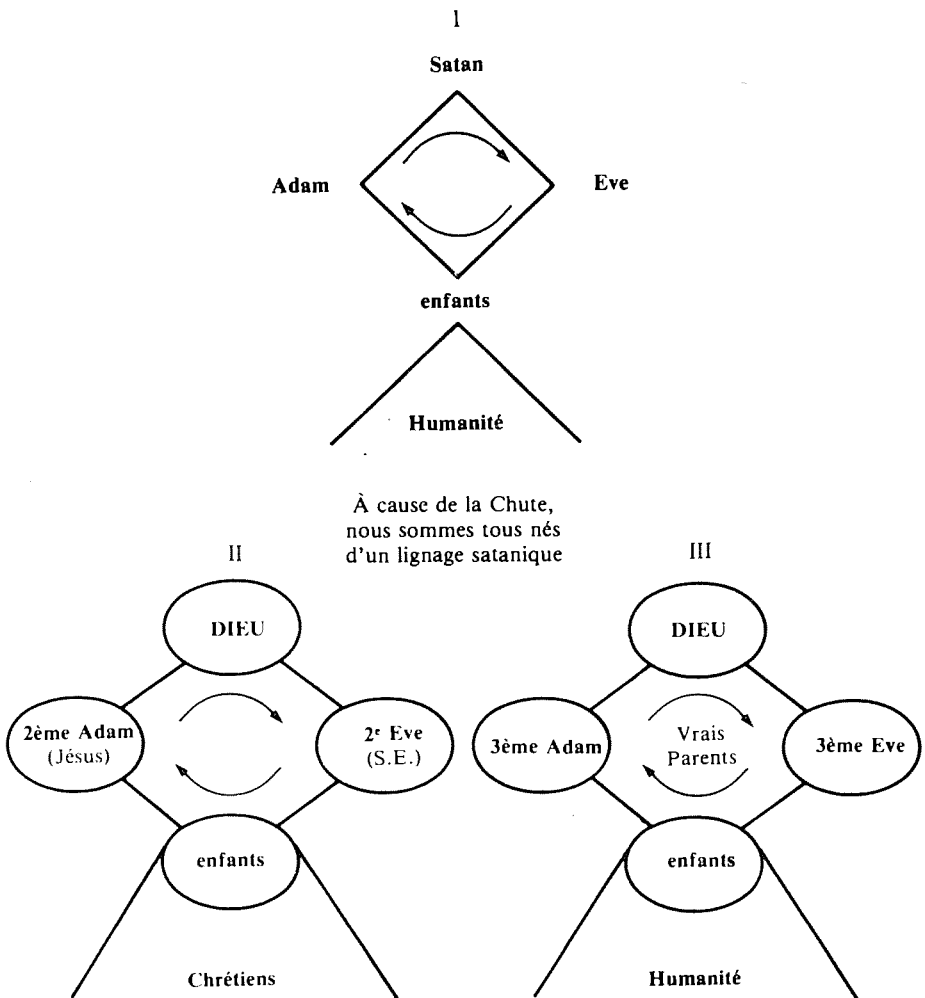 I
Satan
Adam
Eve
enfants
Humanité
À cause de la Chute,
nous sommes tous nés
d'un lignage satanique
II
DIEU
2ème Adam
(Jésus)
2e Eve
(S.E.)
enfants
Chrétiens
III
DIEU
3ème Adam
Vrais
Parents
3ème Eve
enfants
Humanité